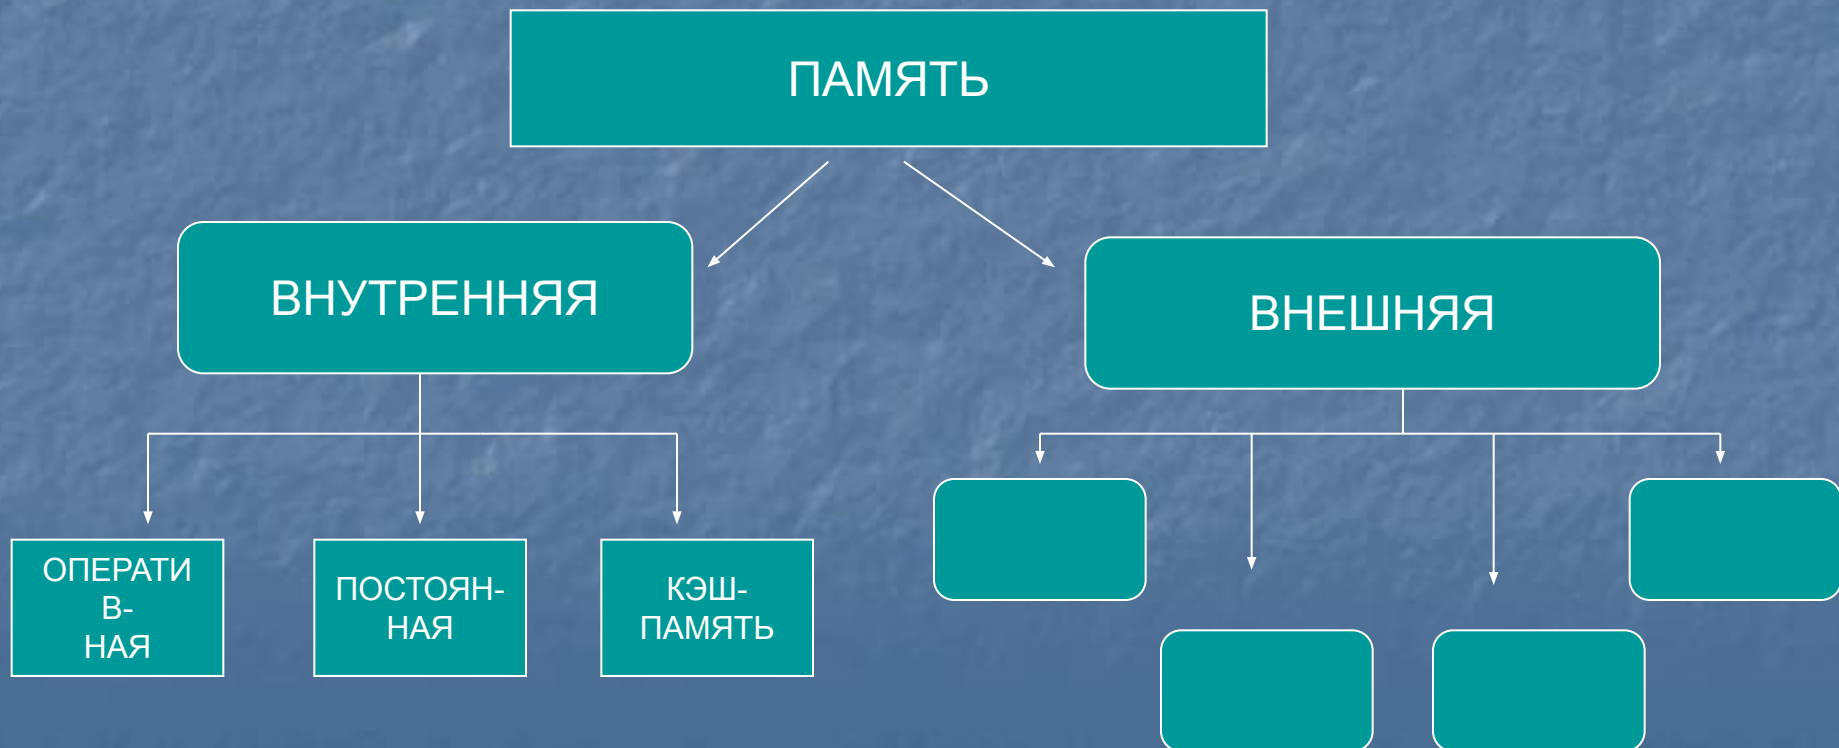 ПАМЯТЬ
ВНУТРЕННЯЯ
ВНЕШНЯЯ
ОПЕРАТИ
В-
НАЯ
ПОСТОЯН-
НАЯ
КЭШ-
ПАМЯТЬ